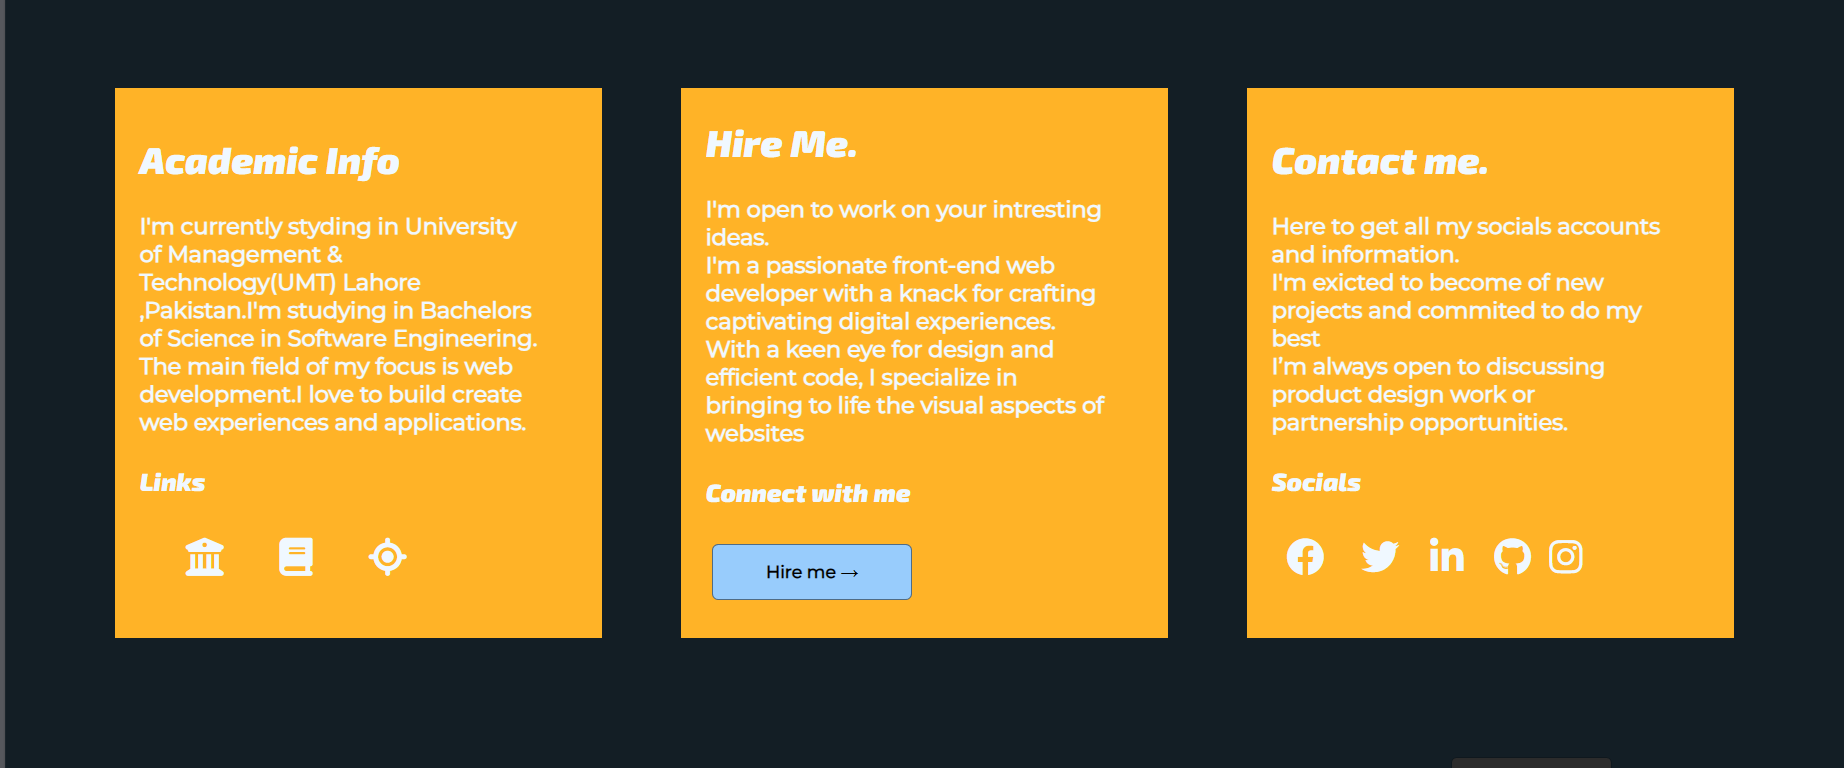 Academic Info
I'm currently styding in University
of Management &
Technology(UMT) Lahore
,Pakistan.I'm studying in Bachelors
of Science in Software Engineering.
The main field of my focus is web
development.I love to build create
web experiences and applications.
Links
Hire Me.
I'm open to work on your intresting
ideas.
I'm a passionate front-end web
developer with a knack for crafting
captivating digital experiences.
With a keen eye for design and
efficient code, I specialize in
bringing to life the visual aspects of
websites
Connect with me
Hire me →
Contact me.
Here to get all my socials accounts
and information.
I'm exicted to become of new
projects and commited to do my
best
I’m always open to discussing
product design work or
partnership opportunities.
Socials